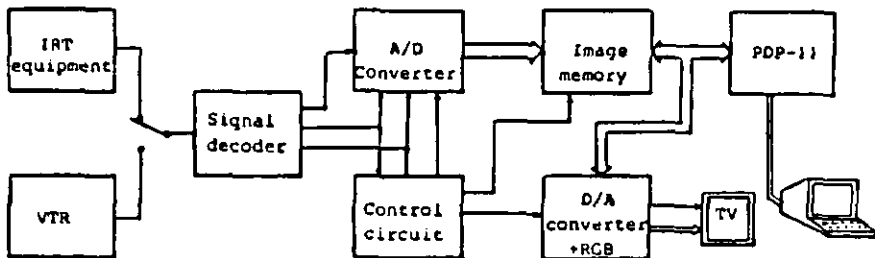 IRT
equipment
A/D
Converter
Image
memory
PDP-11
Signal
decoder
VTR
Control
circuit
D/A
converter
+RGB
TV